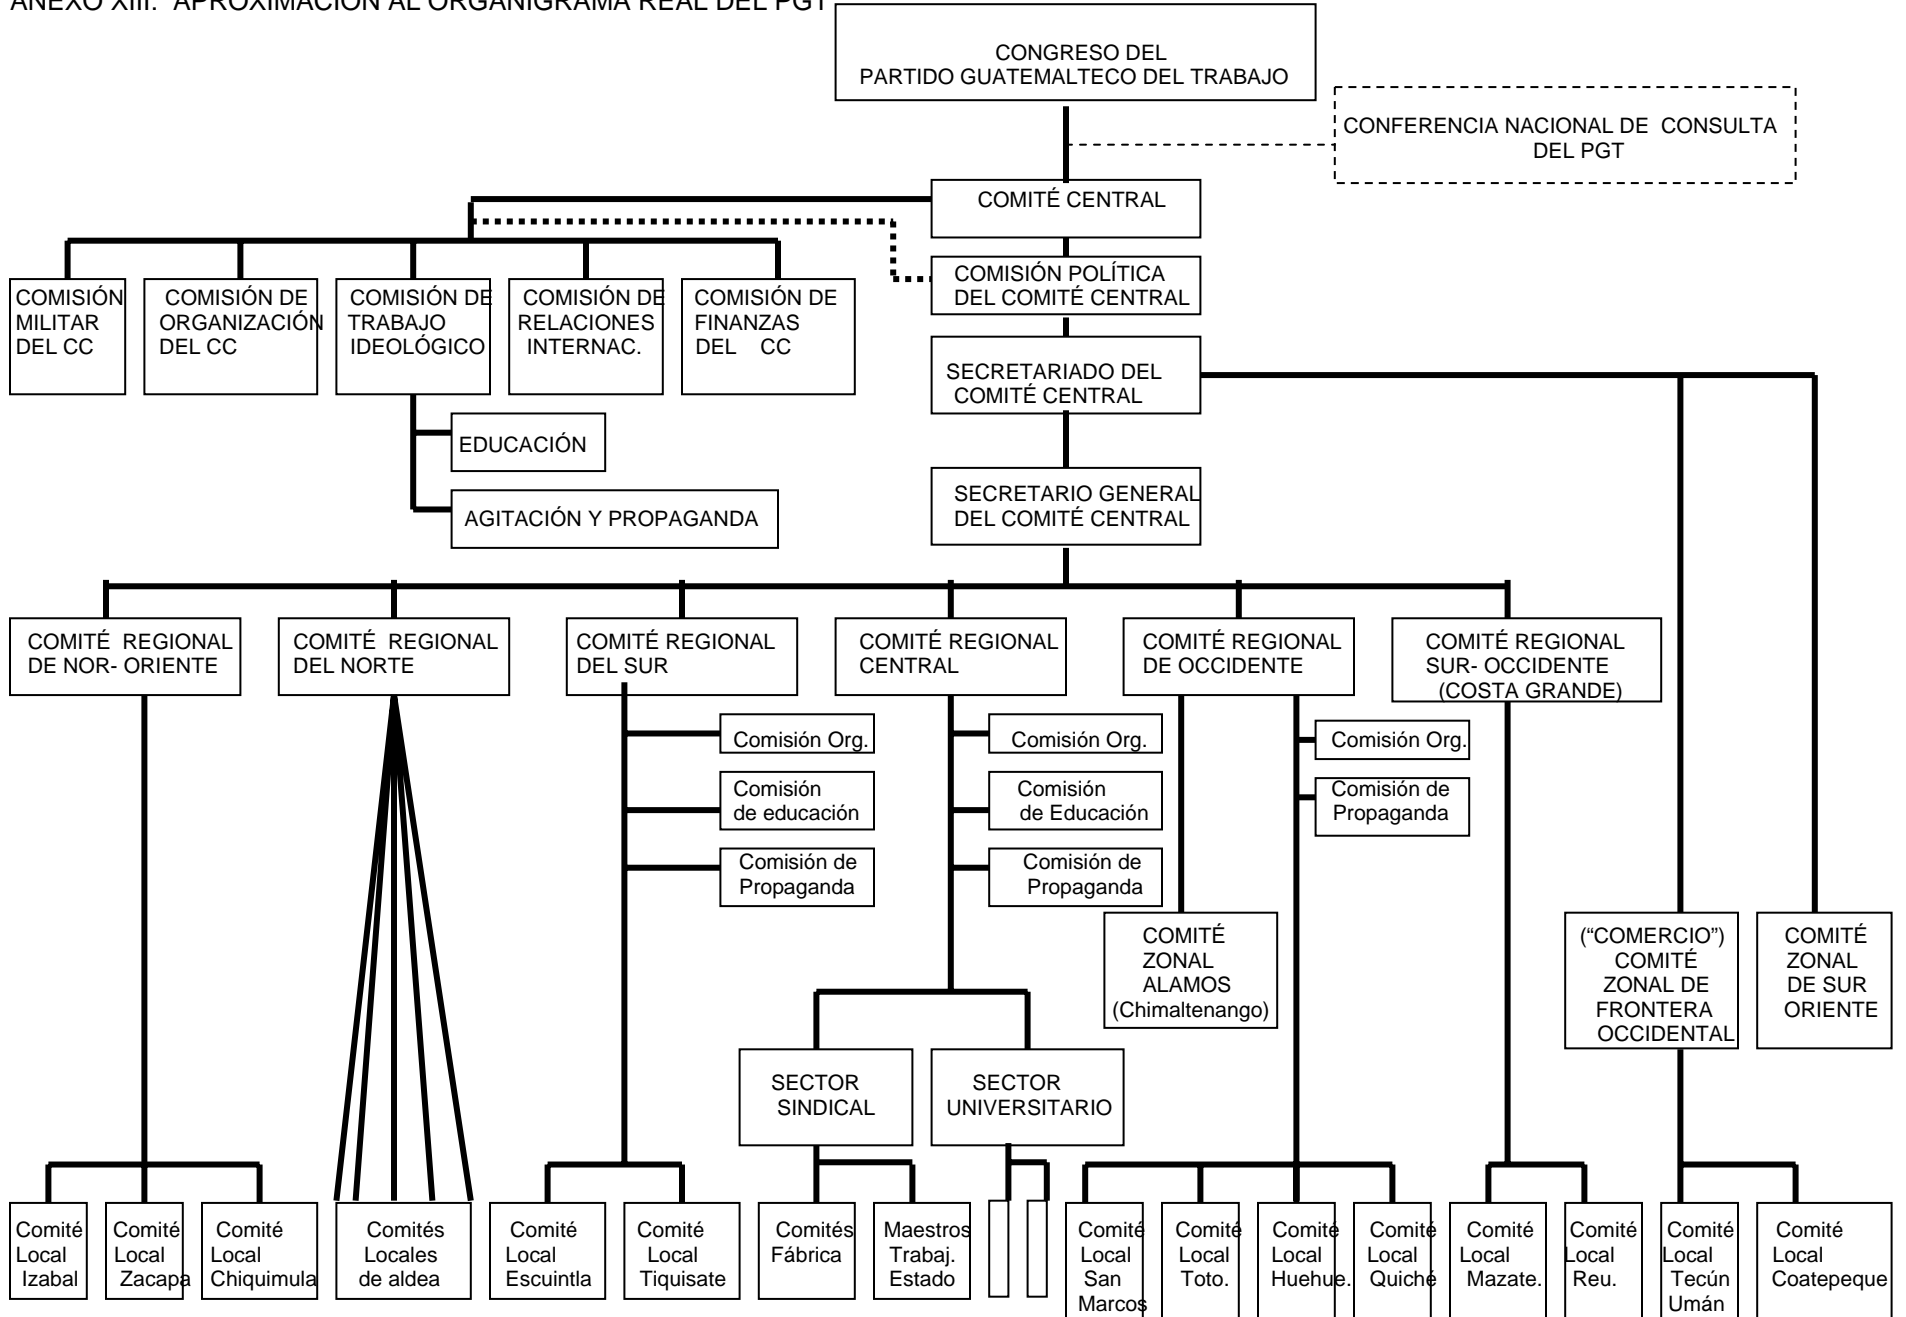 ANEXO XIII. APROXIMACION AL ORGANIGRAMA REAL DEL PGT
CONGRESO DEL
PARTIDO GUATEMALTECO DEL TRABAJO
CONFERENCIA NACIONAL DE CONSULTA
DEL PGT
COMITÉ CENTRAL
COMISIÓN POLÍTICA
DEL COMITÉ CENTRAL
COMISIÓN
MILITAR
DEL CC
COMISIÓN DE
ORGANIZACIÓN
DEL CC
COMISIÓN DE
TRABAJO
IDEOLÓGICO
COMISIÓN DE
RELACIONES
INTERNAC.
COMISIÓN DE
FINANZAS
DEL CC
SECRETARIADO DEL
COMITÉ CENTRAL
EDUCACIÓN
AGITACIÓN Y PROPAGANDA
SECRETARIO GENERAL
DEL COMITÉ CENTRAL
COMITÉ REGIONAL
DE NOR- ORIENTE
COMITÉ REGIONAL
DEL NORTE
COMITÉ REGIONAL
DEL SUR
COMITÉ REGIONAL
CENTRAL
COMITÉ REGIONAL
DE OCCIDENTE
COMITÉ REGIONAL
SUR- OCCIDENTE
(COSTA GRANDE)
Comisión Org.
Comisión
de educación
Comisión de
Propaganda
Comisión Org.
Comisión
de Educación
Comisión de
Propaganda
Comisión Org.
Comisión de
Propaganda
COMITÉ
ZONAL
ALAMOS
(Chimaltenango)
(“COMERCIO”)
COMITÉ
ZONAL DE
FRONTERA
OCCIDENTAL
COMITÉ
ZONAL
DE SUR
ORIENTE
SECTOR
SINDICAL
SECTOR
UNIVERSITARIO
Comité
Local
Izabal
Comité
Local
Zacapa
Comité
Local
Chiquimula
Comités
Locales
de aldea
Comité
Local
Escuintla
Comité
Local
Tiquisate
Comités
Fábrica
Maestros
Trabaj.
Estado
Comité
Local
San
Marcos
Comité
Local
Toto.
Comité
Local
Huehue.
Comité
Local
Quiché
Comité
Local
Mazate.
Comité
Local
Reu.
Comité
Local
Tecún
Umán
Comité
Local
Coatepeque